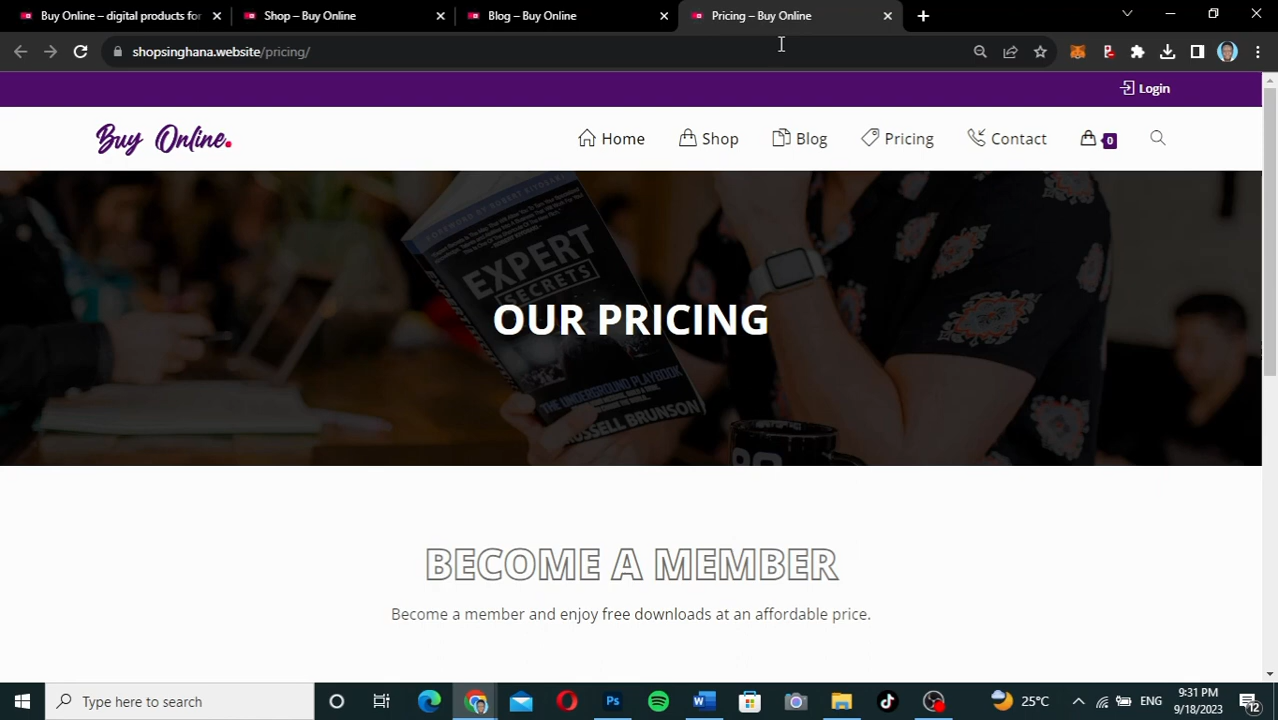 Buy Online – digital products for
Shop – Buy Online
Blog – Buy Online
Pricing – Buy Online
shopsinghana.website/pricing/
Login
Buy Online.
Home
Shop
Blog
Pricing
Contact
0
EXPERT
SECRETS
THE UNDERGROUND PLAYBOOK
RUSSELL BRUNSON
OUR PRICING
BECOME A MEMBER
Become a member and enjoy free downloads at an affordable price.
Type here to search
25°C
ENG
9:31 PM
9/18/2023
12